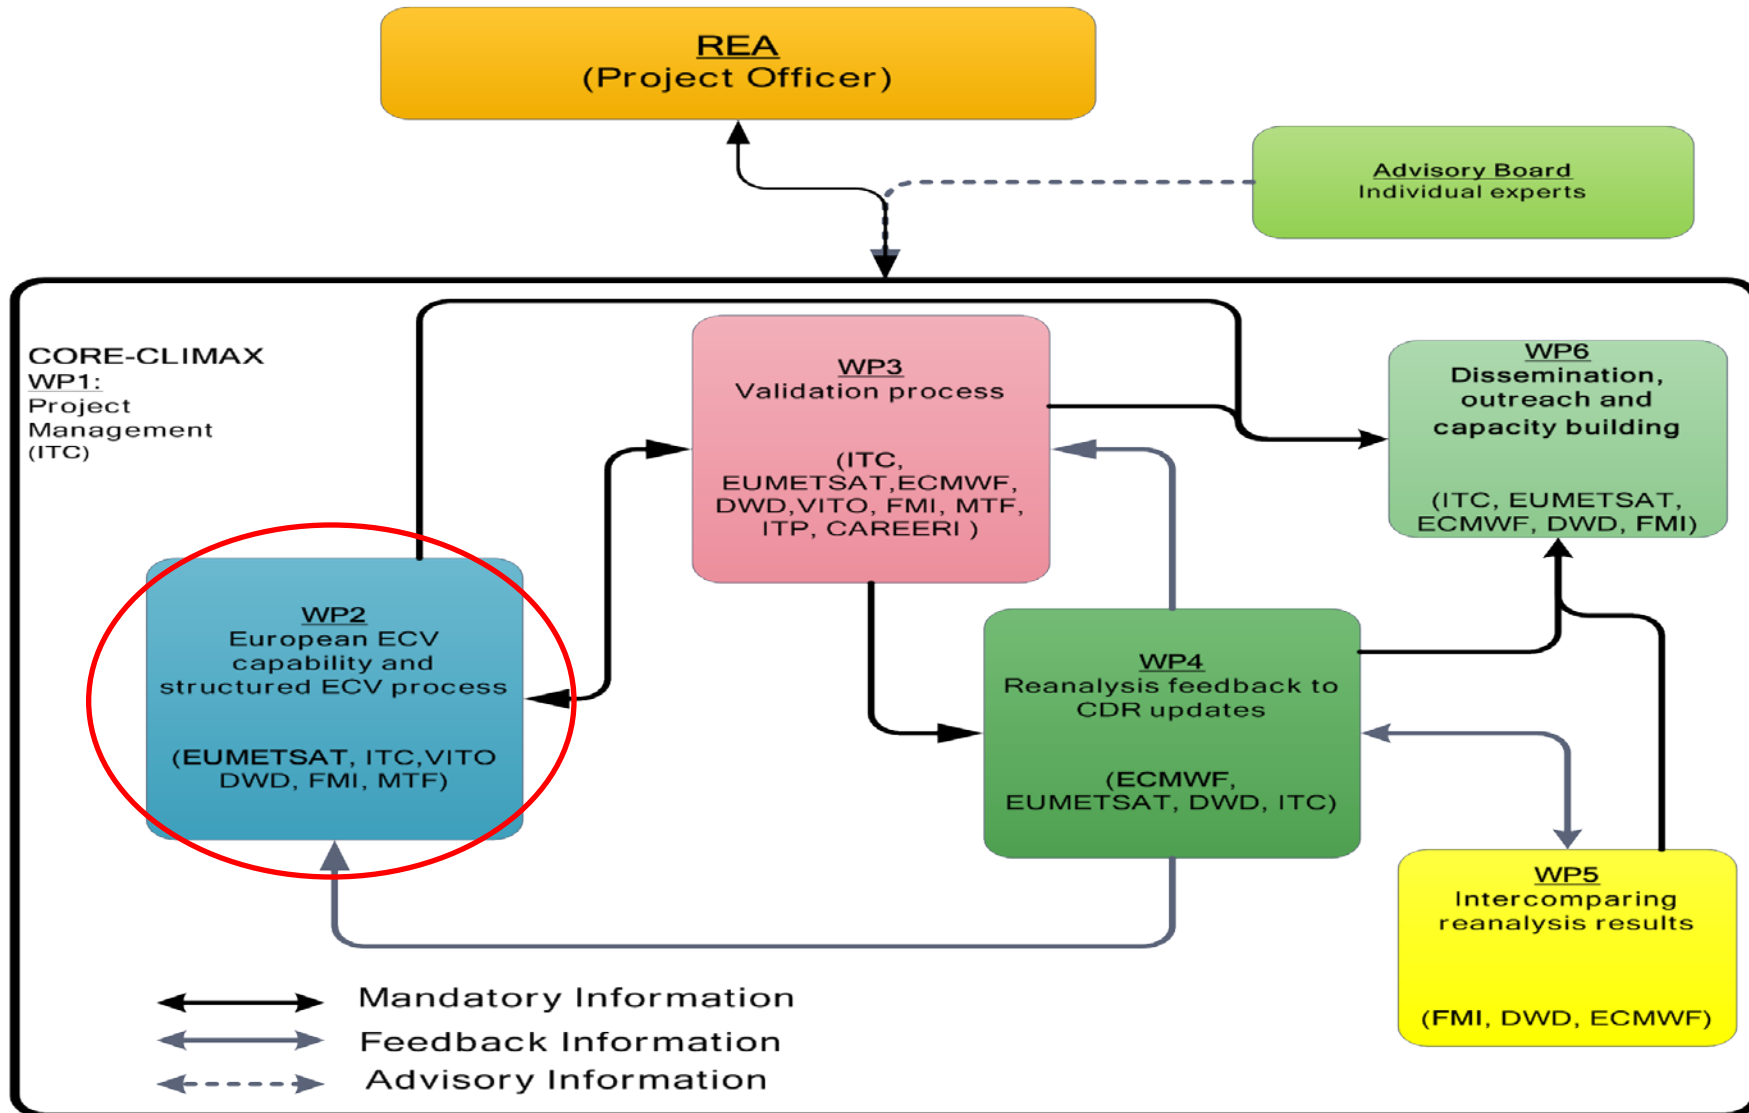 REA
(Project Officer)
Advisory Board
Individual experts
CORE-CLIMAX
WP1:
Project
Management
(ITC)
WP3
Validation process
(ITC,
EUMETSAT,ECMWF,
DWD,VITO, FMI, MTF,
ITP, CAREERI )
WP6
Dissemination,
outreach and
capacity building
(ITC, EUMETSAT,
ECMWF, DWD, FMI)
WP2
European ECV
capability and
structured ECV process
(EUMETSAT, ITC,VITO
DWD, FMI, MTF)
WP4
Reanalysis feedback to
CDR updates
(ECMWF,
EUMETSAT, DWD, ITC)
WP5
Intercomparing
reanalysis results
(FMI, DWD, ECMWF)
Mandatory Information
Feedback Information
Advisory Information